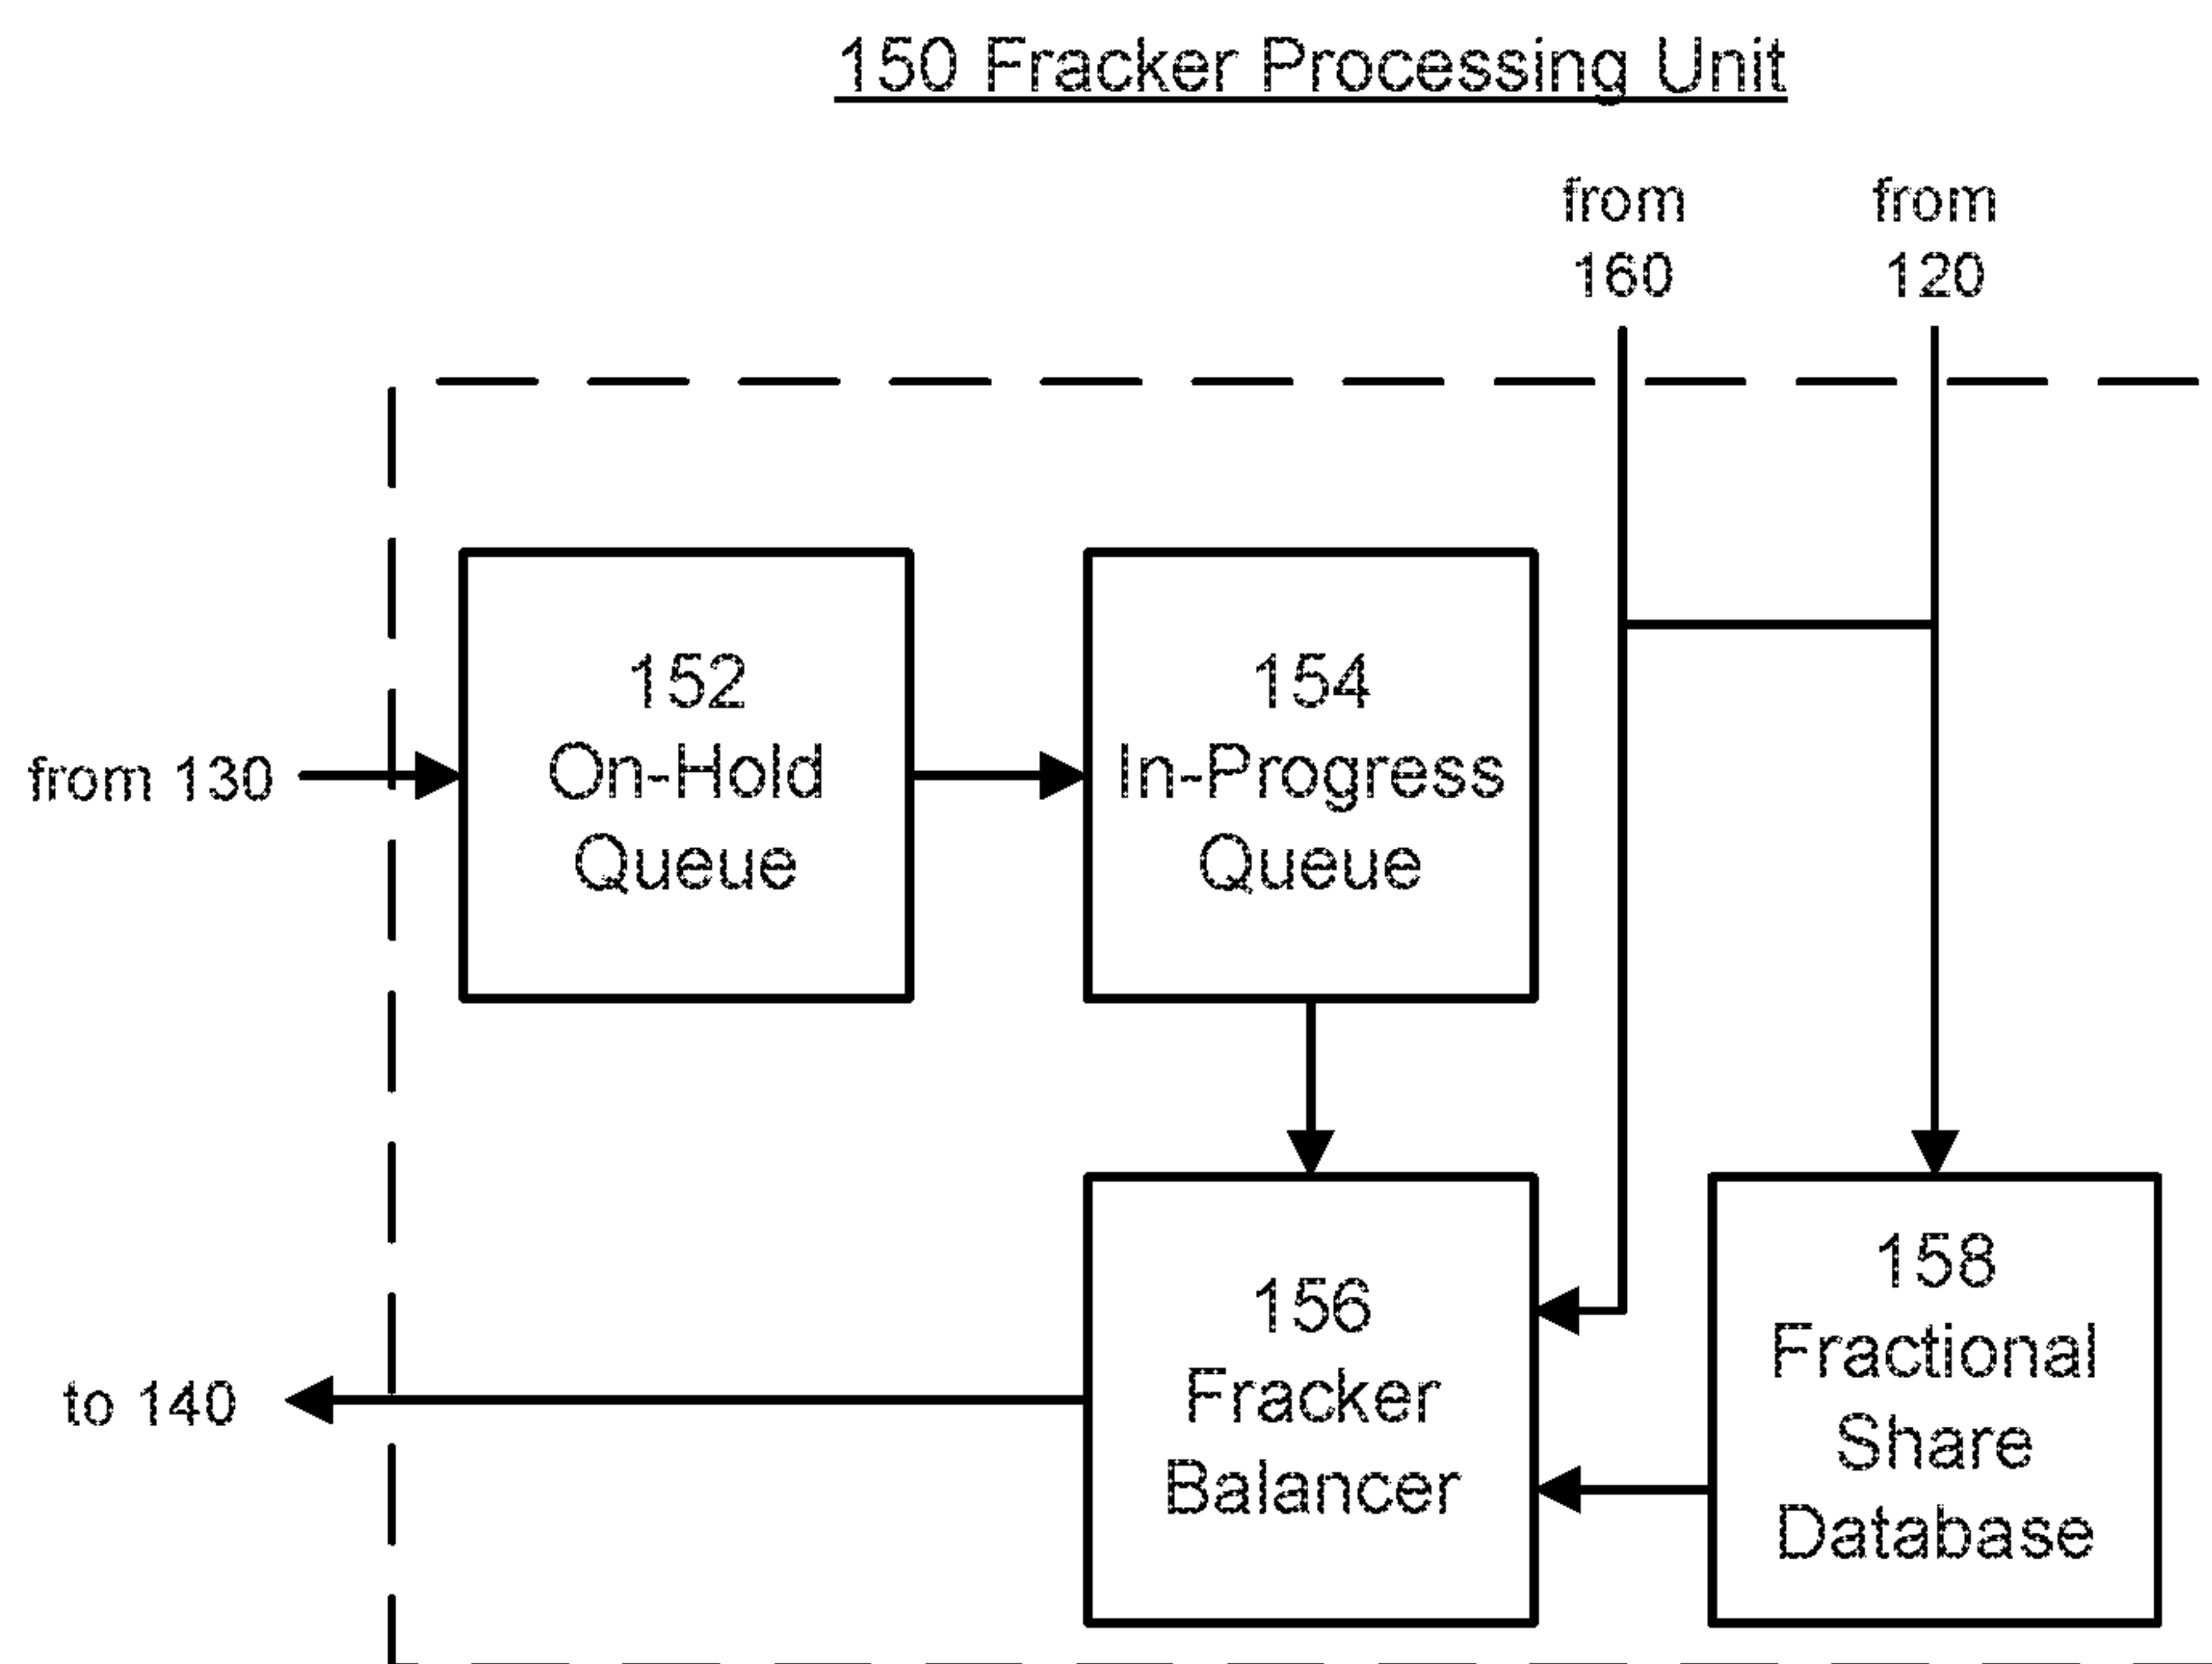 150 Fracker Processing Unit
from
160
from
120
152
On-Hold
Queue
154
In-Progress
Queue
from 130
156
Fracker
Balancer
158
Fractional
Share
Database
to 140